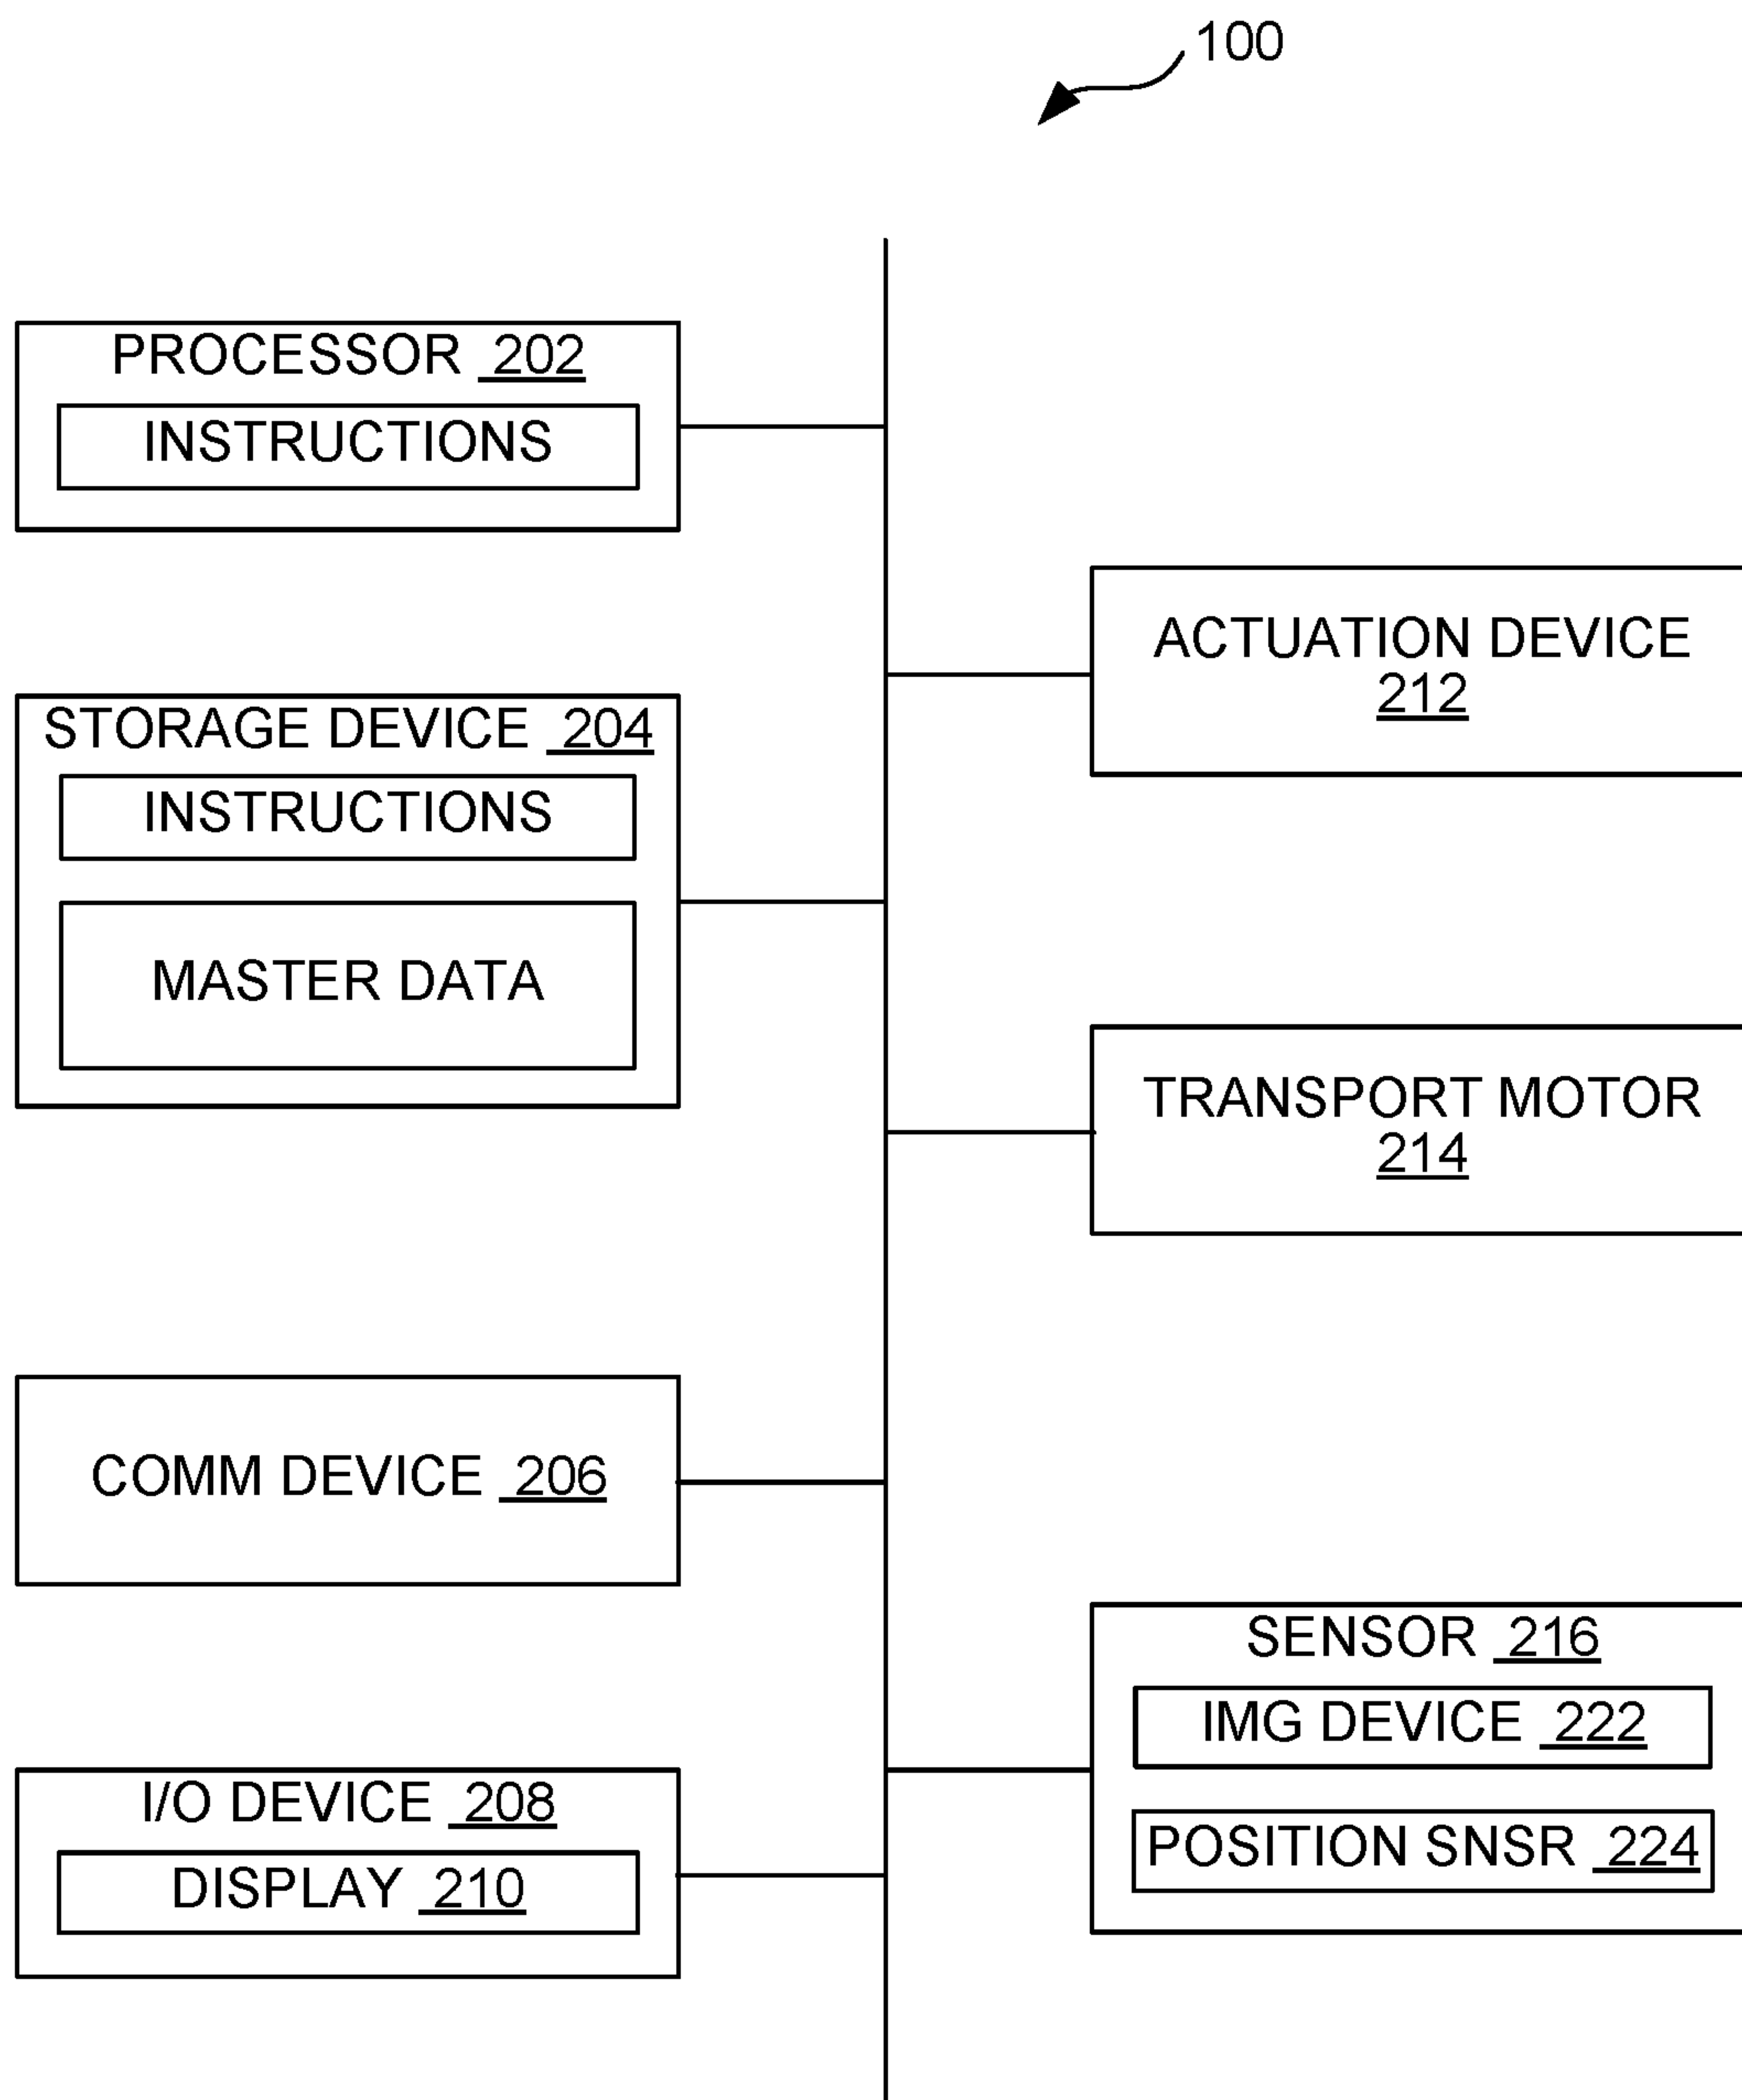 100
PROCESSOR 202
INSTRUCTIONS
STORAGE DEVICE 204
INSTRUCTIONS
MASTER DATA
COMM DEVICE 206
I/O DEVICE 208
DISPLAY 210
ACTUATION DEVICE
212
TRANSPORT MOTOR
214
SENSOR 216
IMG DEVICE 222
POSITION SNSR 224